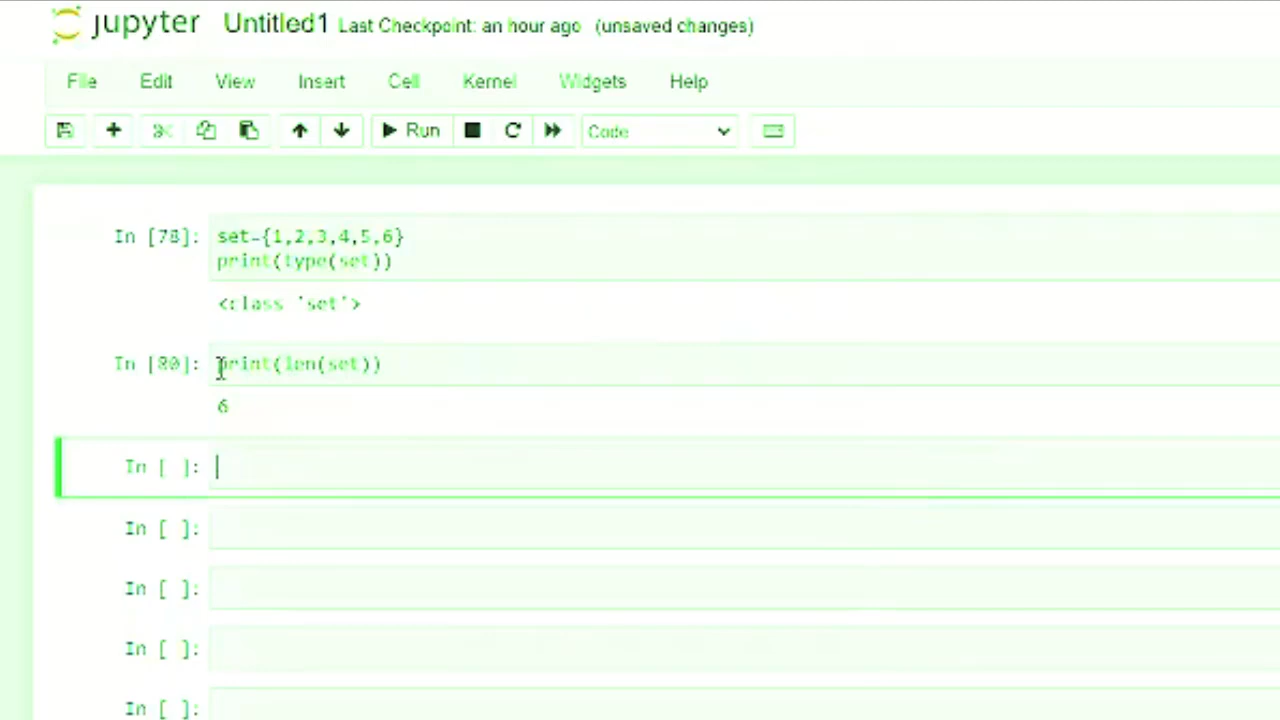 jupyter Untitled1 Last Checkpoint: an hour ago (unsaved changes)
File Edit View Insert Cell Kernel Widgets Help
Run Code
In [78]: set={1,2,3,4,5,6}
print(type(set))
<class 'set'>
In [80]: print(len(set))
6
In [ ]:
In [ ]:
In [ ]:
In [ ]:
In [ ]: